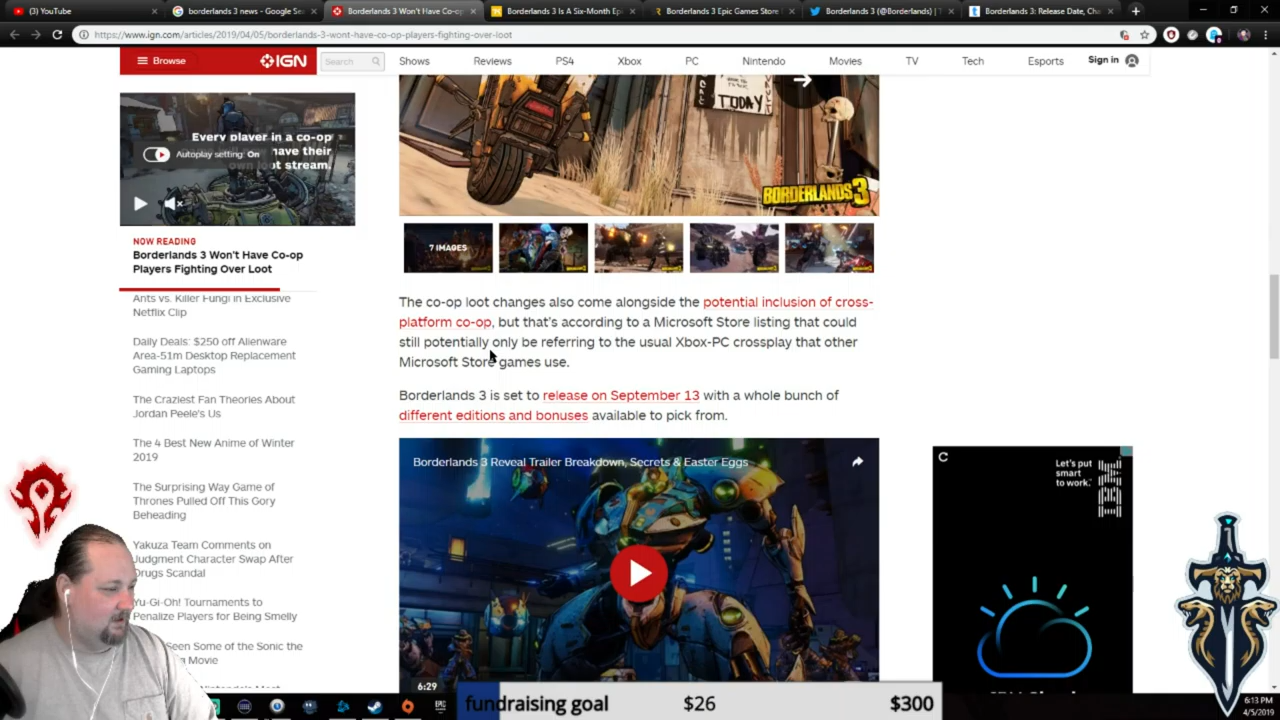 (3) YouTube
borderlands 3 news - Google Se
Borderlands 3 Won't Have Co-op
Borderlands 3 Is A Six-Month Ep
Borderlands 3 Epic Games Store
Borderlands 3 (@Borderlands) | T
Borderlands 3: Release Date, Cha
https://www.ign.com/articles/2019/04/05/borderlands-3-wont-have-co-op-players-fighting-over-loot
Browse
IGN
Search
Shows
Reviews
PS4
Xbox
PC
Nintendo
Movies
TV
Tech
Esports
Sign in
TODAY
BORDERLANDS 3
Every player in a co-op
have their
loot stream.
Autoplay setting: On
NOW READING
Borderlands 3 Won't Have Co-op
Players Fighting Over Loot
Ants vs. Killer Fungi in Exclusive
Netflix Clip
Daily Deals: $250 off Alienware
Area-51m Desktop Replacement
Gaming Laptops
The Craziest Fan Theories About
Jordan Peele's Us
The 4 Best New Anime of Winter
2019
The Surprising Way Game of
Thrones Pulled Off This Gory
Beheading
Yakuza Team Comments on
Judgment Character Swap After
Drugs Scandal
Yu-Gi-Oh! Tournaments to
Penalize Players for Being Smelly
Seen Some of the Sonic the
Movie
7 IMAGES
The co-op loot changes also come alongside the potential inclusion of cross-
platform co-op, but that's according to a Microsoft Store listing that could
still potentially only be referring to the usual Xbox-PC crossplay that other
Microsoft Store games use.
Borderlands 3 is set to release on September 13 with a whole bunch of
different editions and bonuses available to pick from.
Borderlands 3 Reveal Trailer Breakdown, Secrets & Easter Eggs
6:29
Let's put
smart
to work.
fundraising goal
$26
$300
6:13 PM
4/5/2019